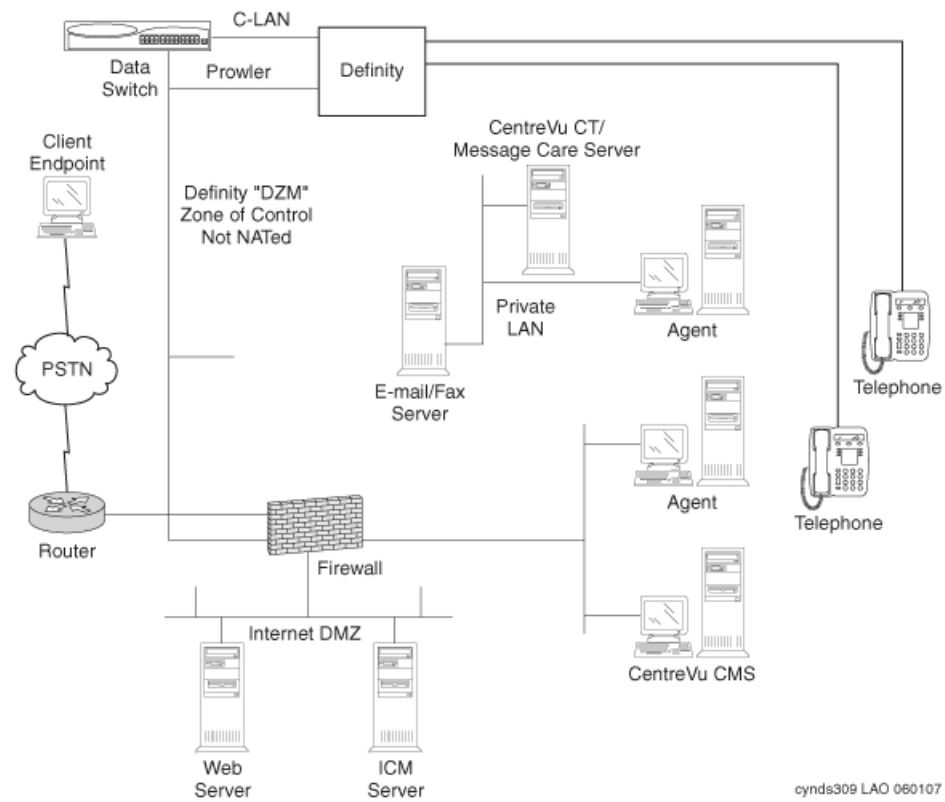 C-LAN
Data
Switch
Prowler
Definity
Client
Endpoint
CentreVu CT/
Message Care Server
Definity "DZM"
Zone of Control
Not NATed
Private
LAN
Agent
PSTN
E-mail/Fax
Server
Telephone
Agent
Telephone
Router
Firewall
Internet DMZ
CentreVu CMS
Web
Server
ICM
Server
cynds309 LAO 060107